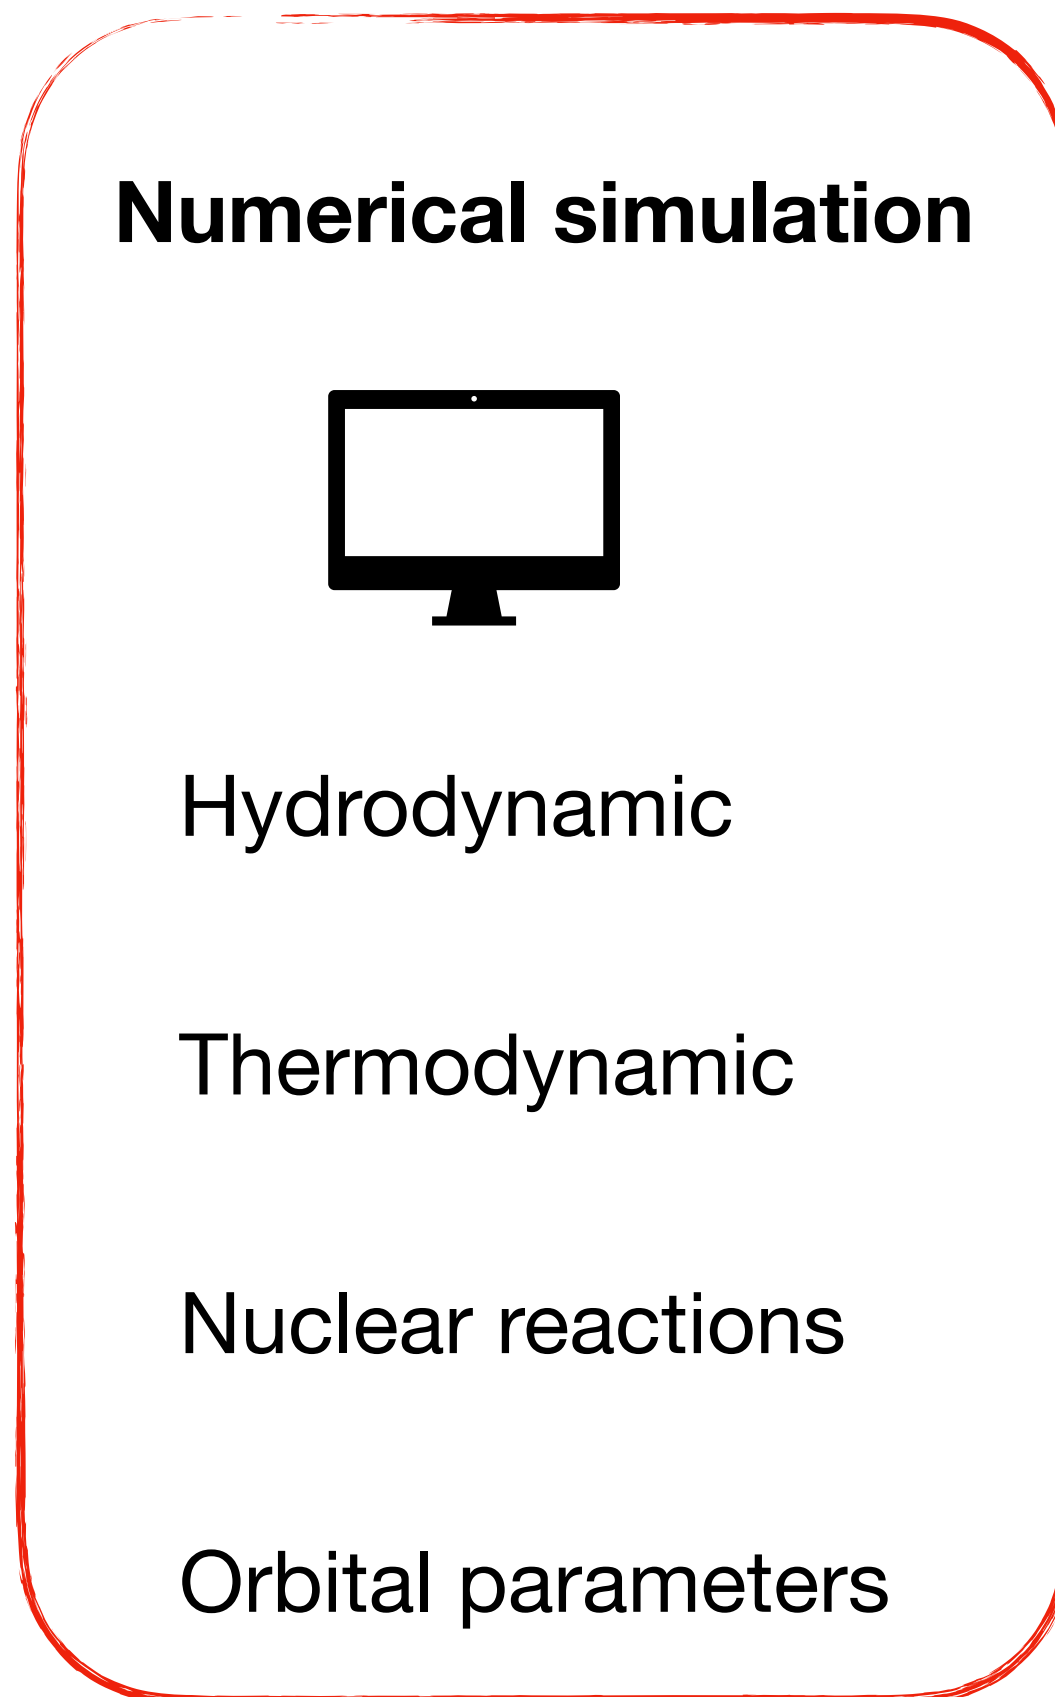 Numerical simulation
Hydrodynamic
Thermodynamic
Nuclear reactions
Orbital parameters